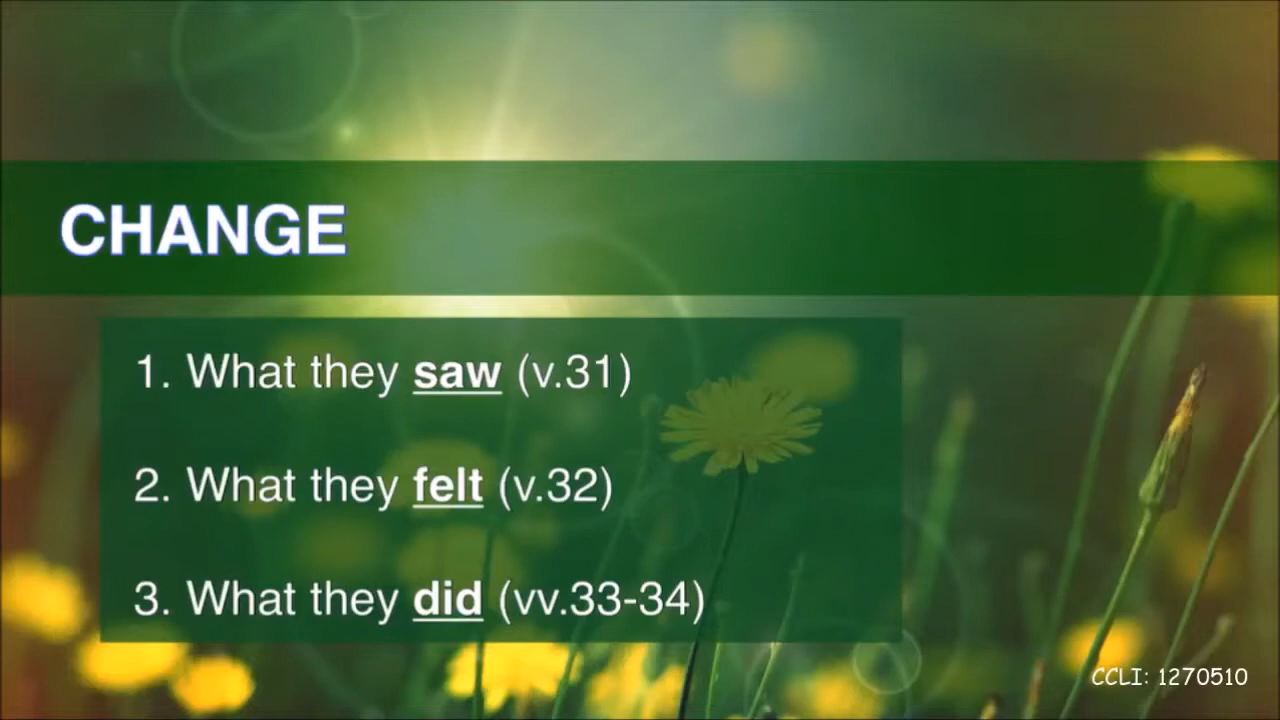 CHANGE
1. What they saw (v.31)
2. What they felt (v.32)
3. What they did (vv.33-34)
CCLI: 1270510